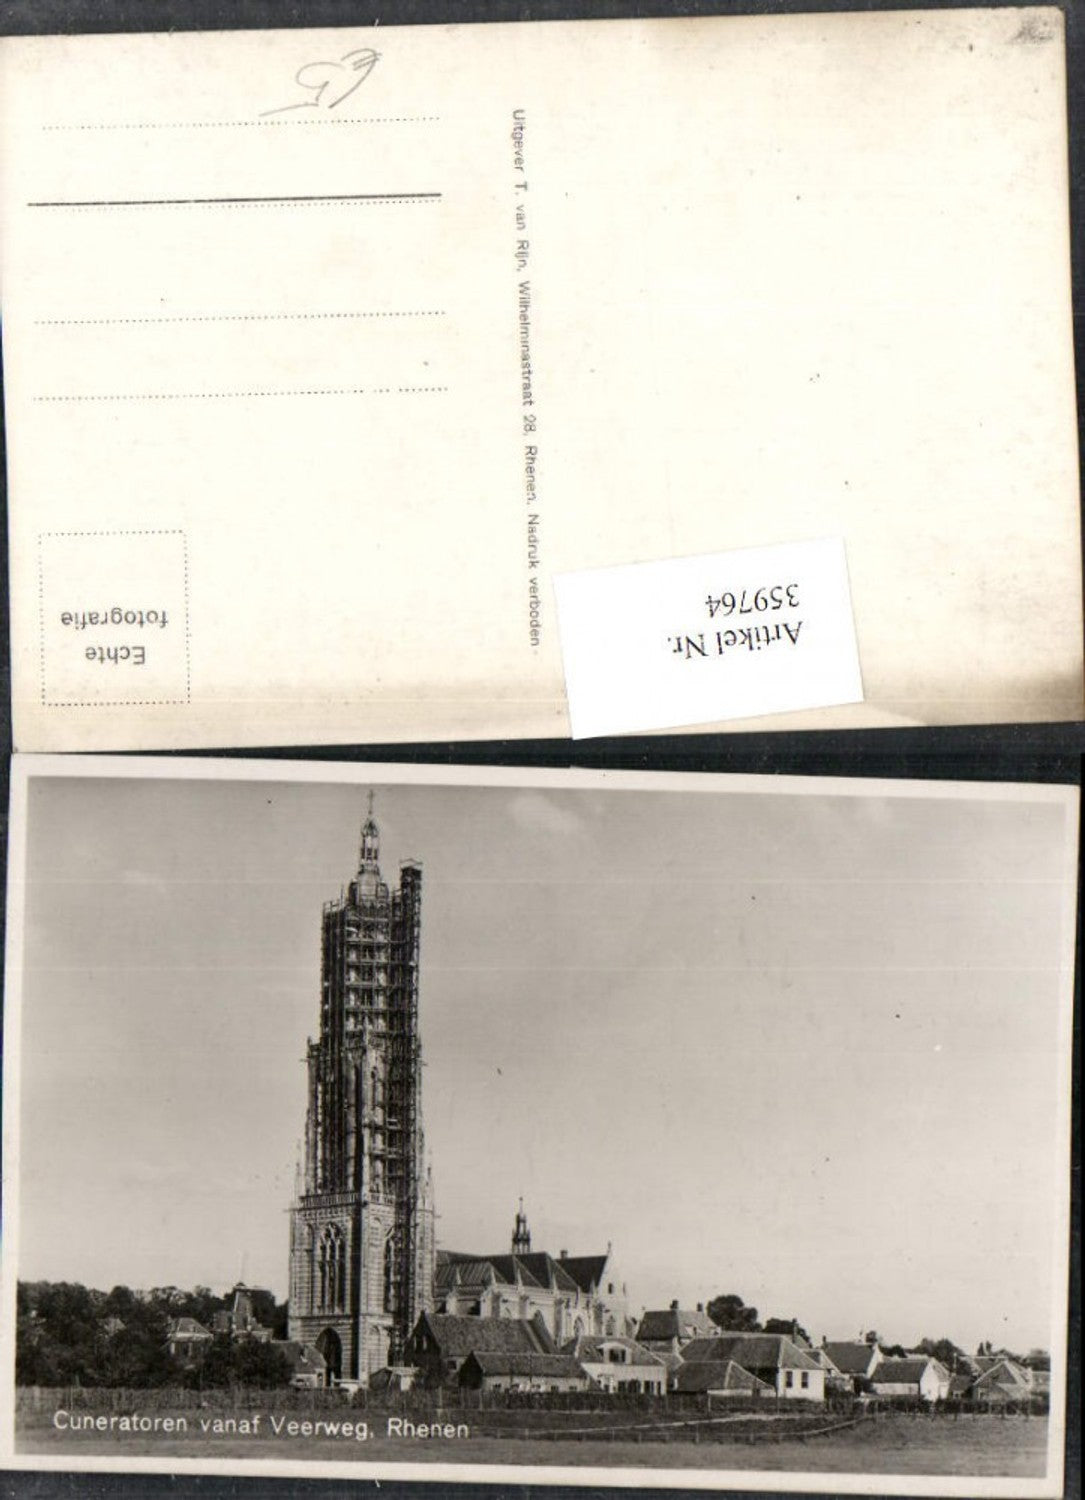 Uitgever T. van Rijn, Wilhelminastraat 28, Rhenen. Nadruk verboden
Echte
fotografie
Artikel Nr.
359764
Cuneratoren vanaf Veerweg, Rhenen